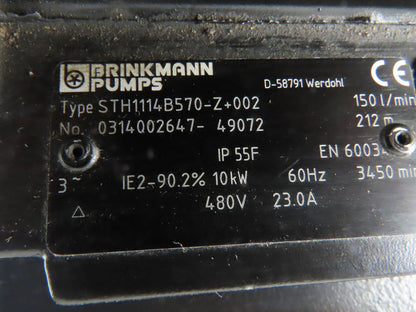 BRINKMANN
PUMPS
D-58791 Werdohl
CE
Type STH1114B570-Z+002 150 l/min
No. 0314002647- 49072 212 m
IP 55F EN 6003
3~ IE2-90.2% 10kW 60Hz 3450 min
△ 480V 23.0A